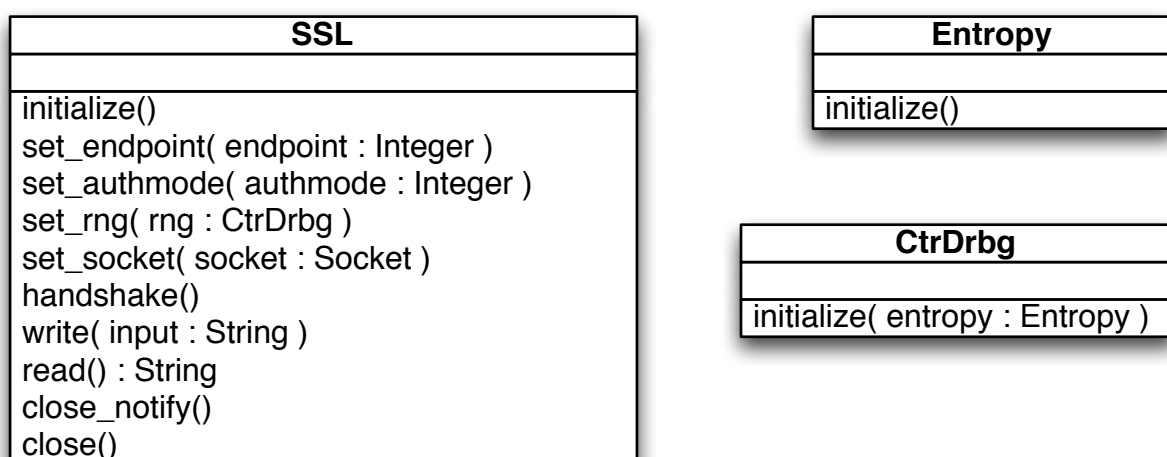 SSL
initialize()
set_endpoint( endpoint : Integer )
set_authmode( authmode : Integer )
set_rng( rng : CtrDrbg )
set_socket( socket : Socket )
handshake()
write( input : String )
read() : String
close_notify()
close()
Entropy
initialize()
CtrDrbg
initialize( entropy : Entropy )